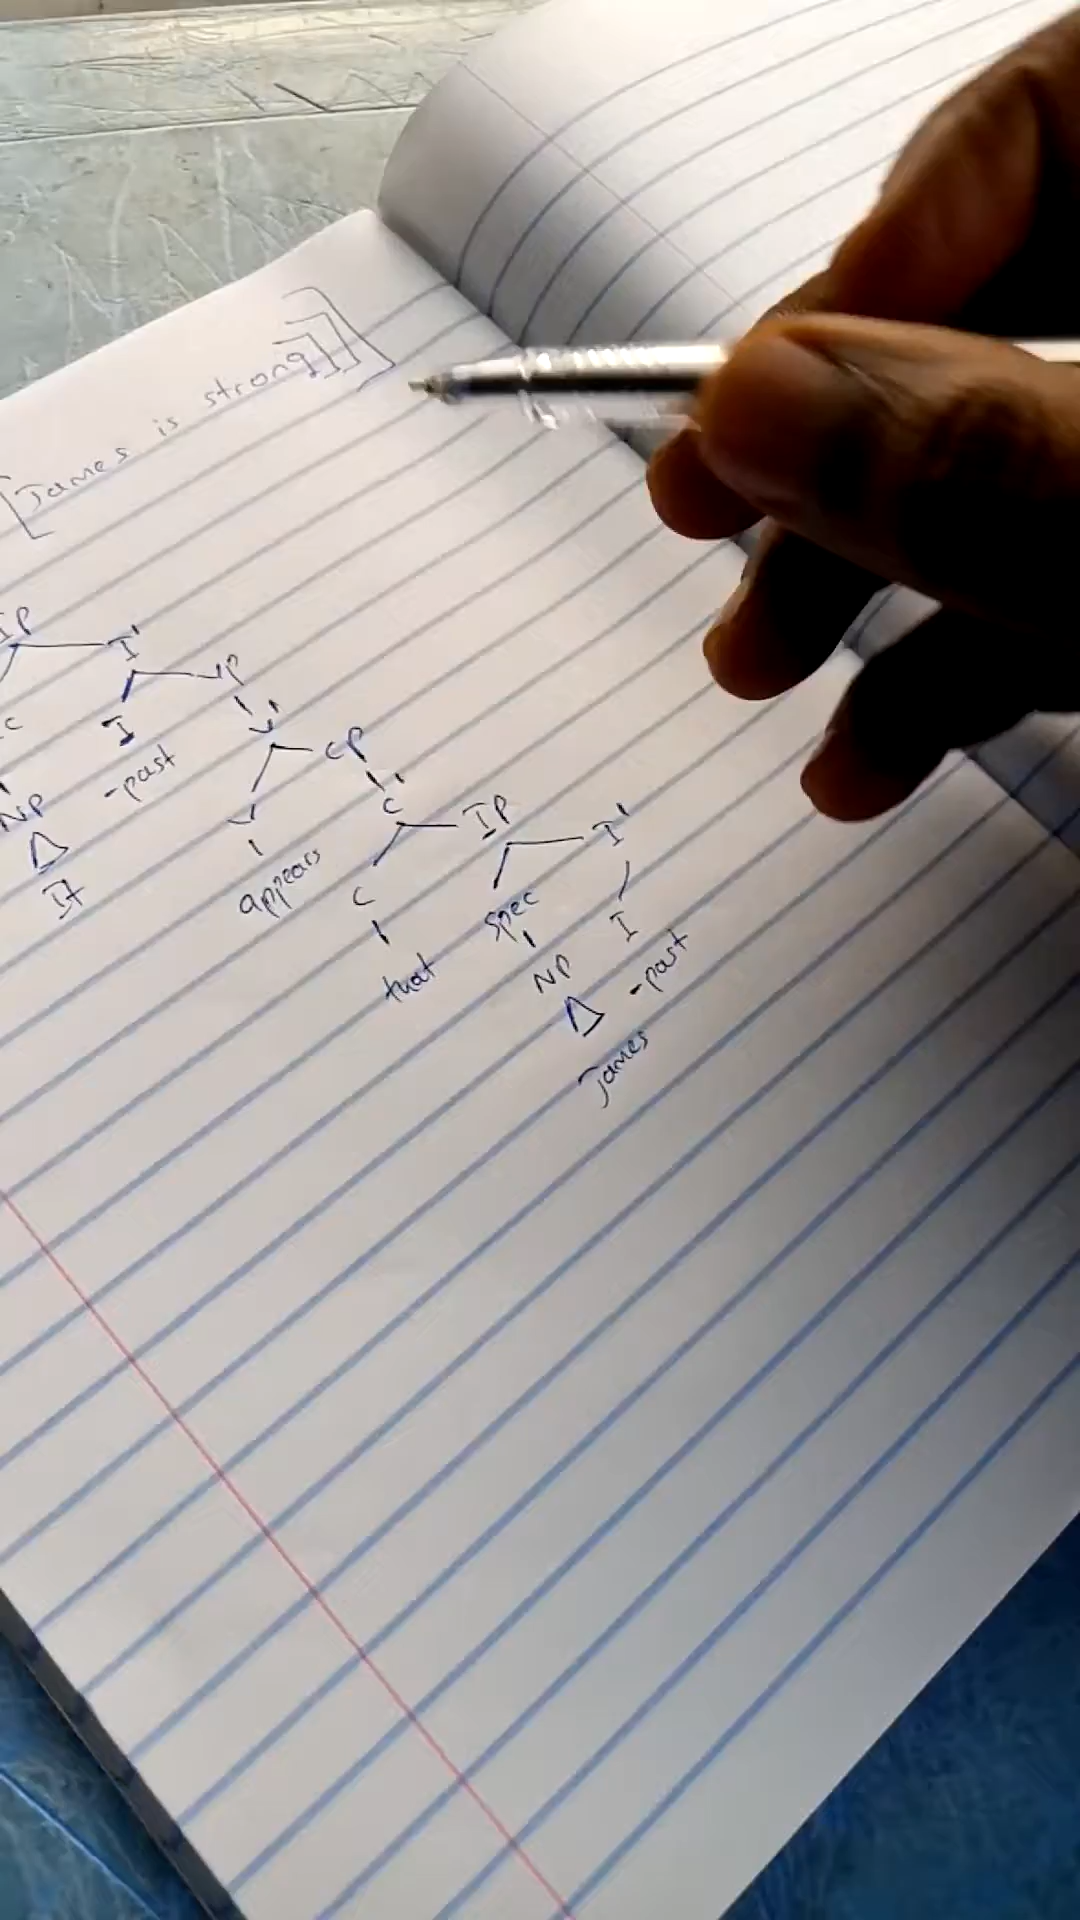 [James is strong]]]]
IP
I'
I
VP
-past
V'
NP
It
V
CP
appears
C'
C
IP
that
Spec
I'
NP
I
James
-past